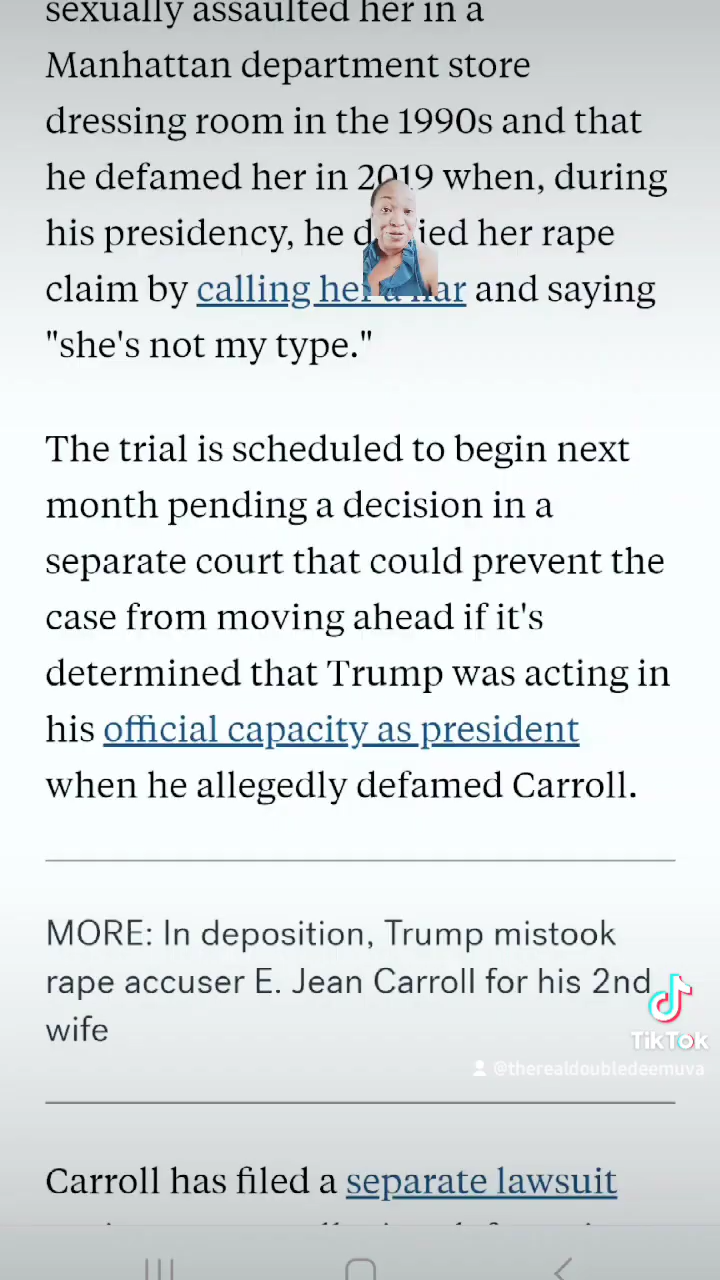 sexually assaulted her in a
Manhattan department store
dressing room in the 1990s and that
he defamed her in 2019 when, during
his presidency, he d ied her rape
claim by calling her a liar and saying
"she's not my type."
The trial is scheduled to begin next
month pending a decision in a
separate court that could prevent the
case from moving ahead if it's
determined that Trump was acting in
his official capacity as president
when he allegedly defamed Carroll.
MORE: In deposition, Trump mistook
rape accuser E. Jean Carroll for his 2nd
wife
TikTok
@therealdoubledeemuva
Carroll has filed a separate lawsuit